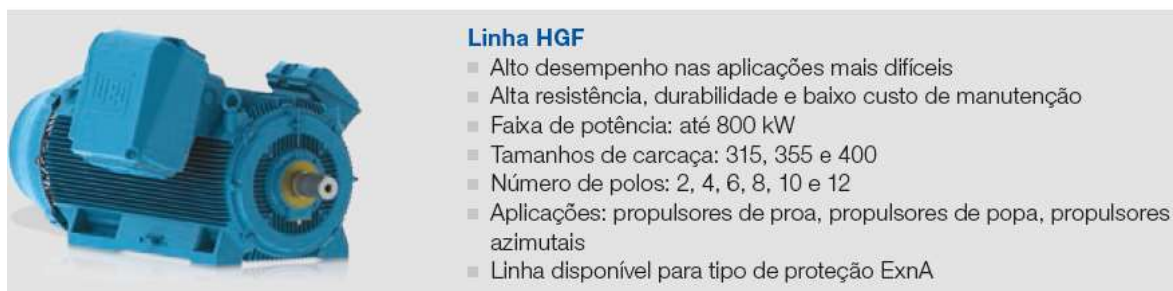 Linha HGF
Alto desempenho nas aplicações mais difíceis
Alta resistência, durabilidade e baixo custo de manutenção
Faixa de potência: até 800 kW
Tamanhos de carcaça: 315, 355 e 400
Número de polos: 2, 4, 6, 8, 10 e 12
Aplicações: propulsores de proa, propulsores de popa, propulsores
azimutais
Linha disponível para tipo de proteção ExnA